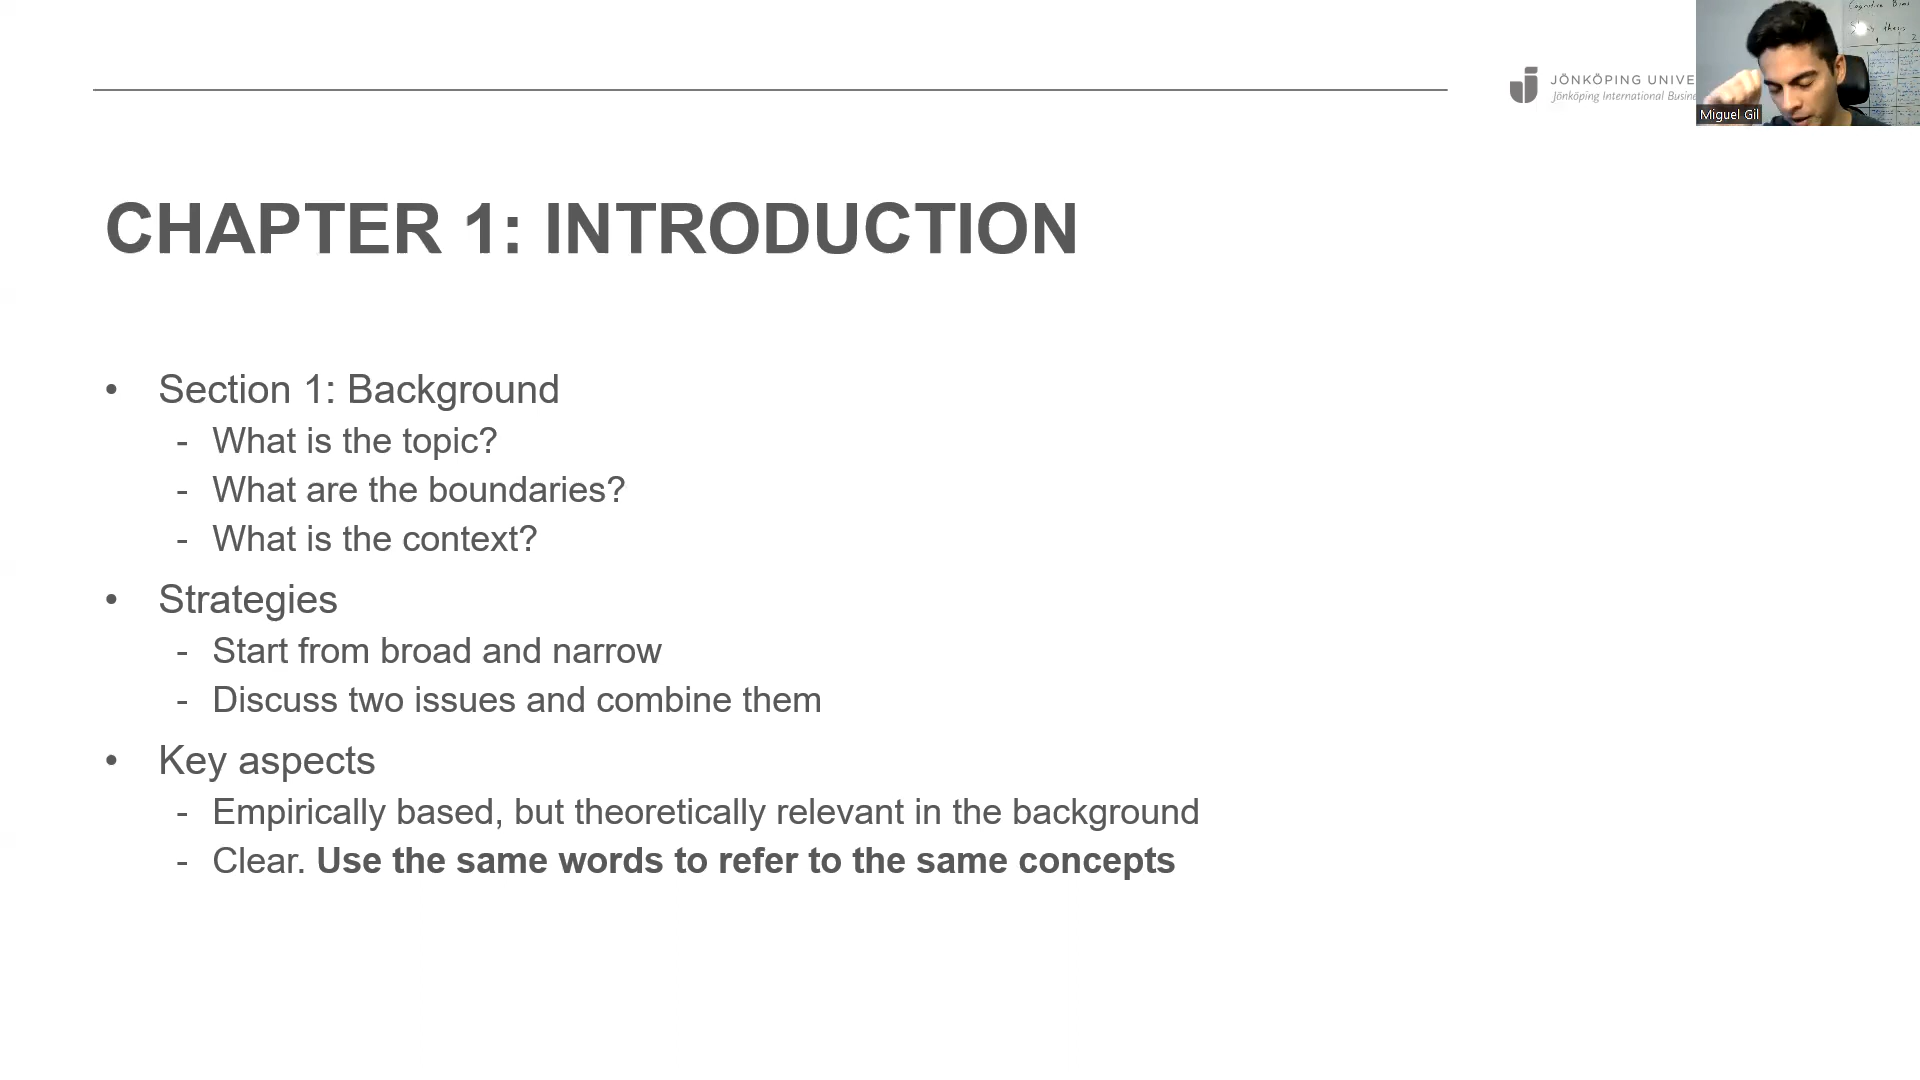 JÖNKÖPING UNIVE
Jönköping International Busine
Cognitive Bias
Miguel Gil
CHAPTER 1: INTRODUCTION
• Section 1: Background
- What is the topic?
- What are the boundaries?
- What is the context?
• Strategies
- Start from broad and narrow
- Discuss two issues and combine them
• Key aspects
- Empirically based, but theoretically relevant in the background
- Clear. Use the same words to refer to the same concepts